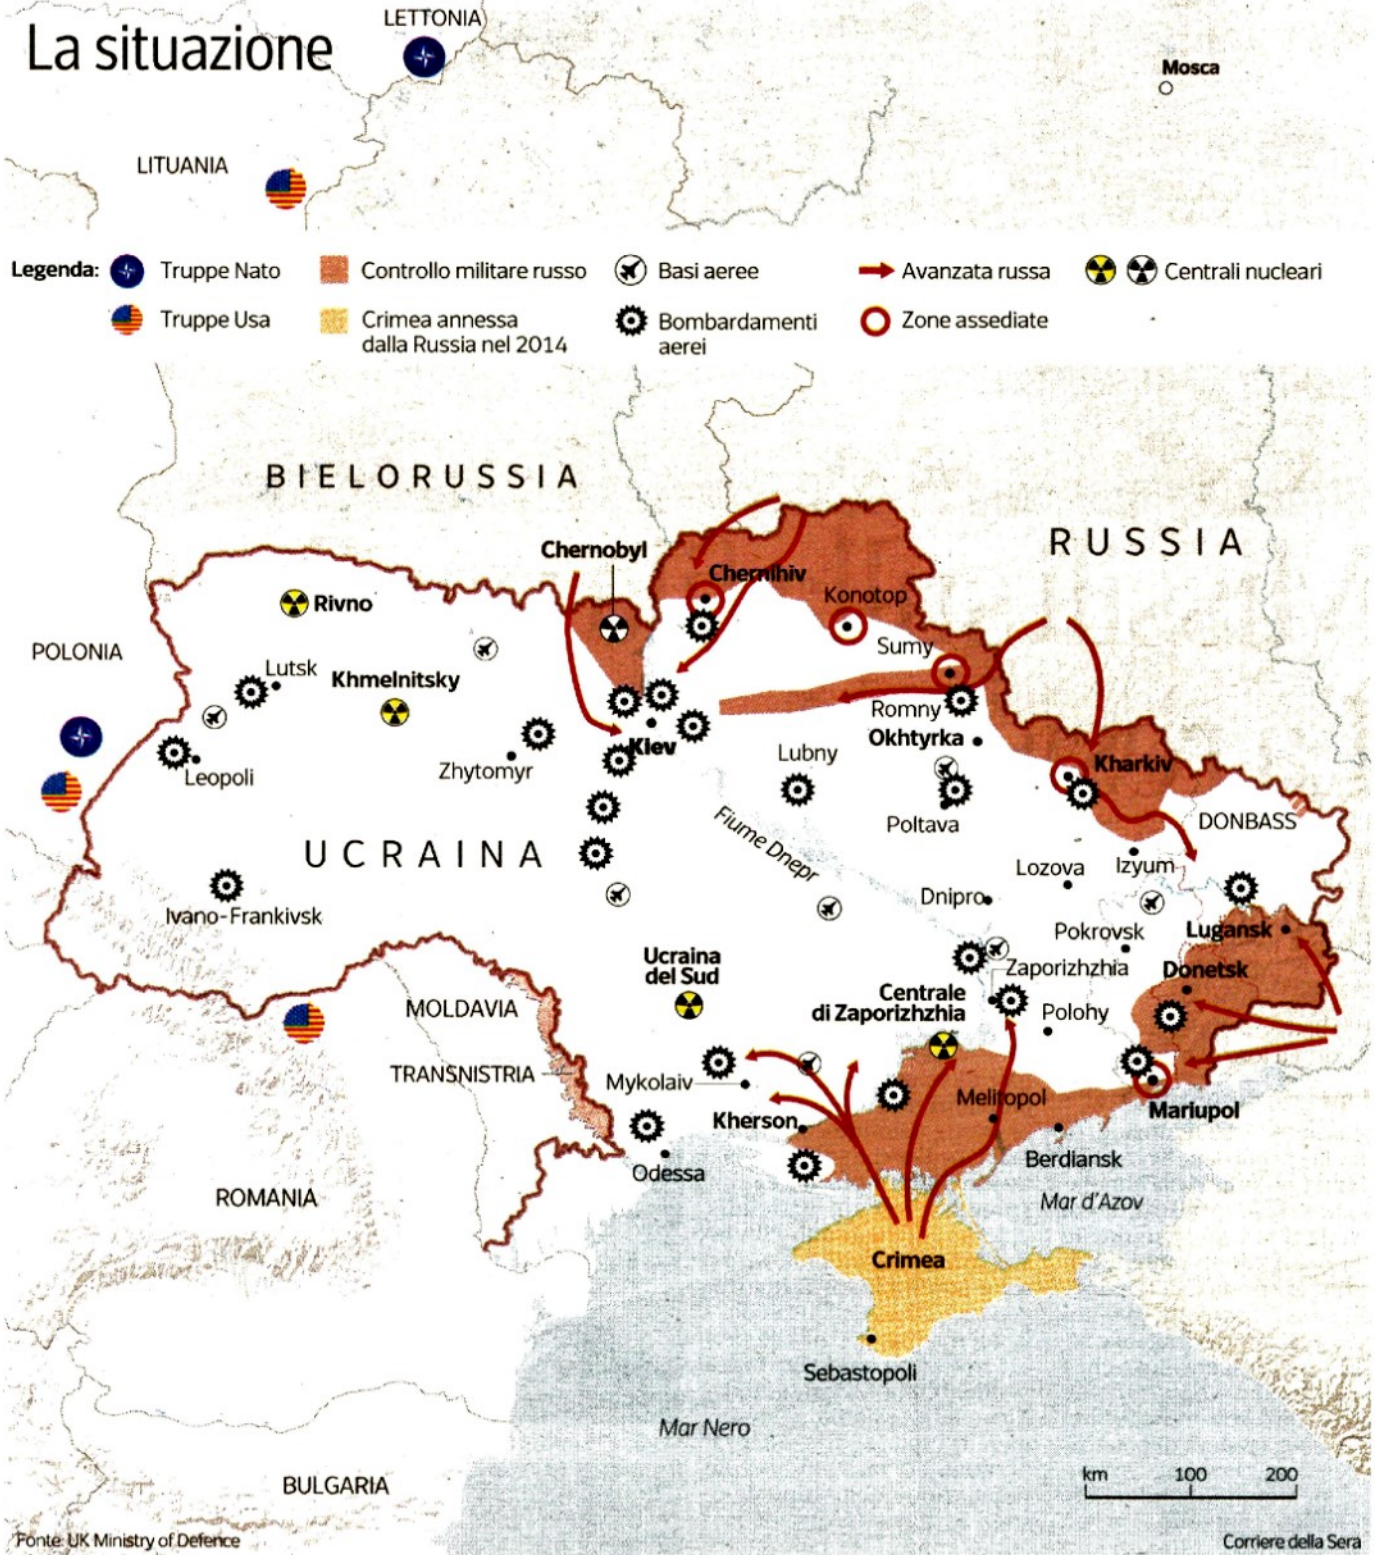 La situazione
LETTONIA
Mosca
LITUANIA
Legenda:
Truppe Nato
Controllo militare russo
Basi aeree
Avanzata russa
Centrali nucleari
Truppe Usa
Crimea annessa
dalla Russia nel 2014
Bombardamenti
aerei
Zone assediate
BIELORUSSIA
RUSSIA
Chernobyl
Chernihiv
Konotop
Rivno
Sumy
POLONIA
Lutsk
Khmelnitsky
Romny
Okhtyrka
Kiev
Lubny
Kharkiv
Leopoli
Zhytomyr
Poltava
DONBASS
Fiume Dnepr
UCRAINA
Lozova
Izyum
Dnipro
Ivano-Frankivsk
Pokrovsk
Lugansk
Ucraina
del Sud
Zaporizhzhia
Donetsk
Centrale
di Zaporizhzhia
MOLDAVIA
Polohy
TRANSNISTRIA
Mykolaiv
Melitopol
Kherson
Mariupol
Odessa
Berdiansk
ROMANIA
Mar d'Azov
Crimea
Sebastopoli
Mar Nero
km 100 200
BULGARIA
Fonte: UK Ministry of Defence
Corriere della Sera